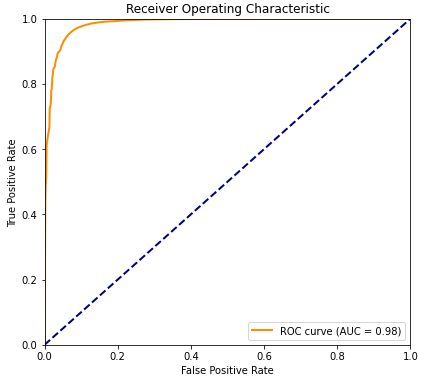 Receiver Operating Characteristic
True Positive Rate
1.0
0.8
0.6
0.4
0.2
0.0
0.0 0.2 0.4 0.6 0.8 1.0
False Positive Rate
ROC curve (AUC = 0.98)